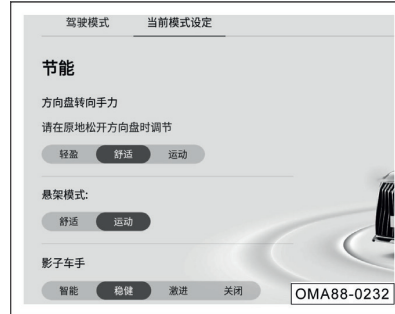 驾驶模式 当前模式设定
节能
方向盘转向手力
请在原地松开方向盘时调节
轻盈 舒适 运动
悬架模式:
舒适 运动
影子车手
智能 稳健 激进 关闭
OMA88-0232